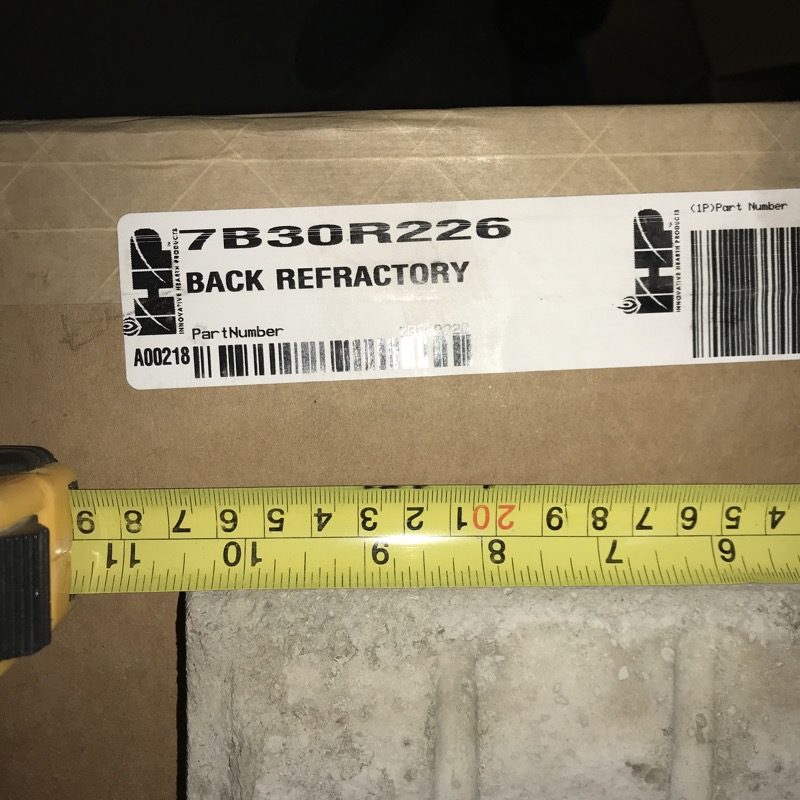 7B30R226
BACK REFRACTORY
IHP
INNOVATIVE HEARTH PRODUCTS
PartNumber
A00218
IHP
INNOVATIVE HEARTH PRODUCTS
(1P)Part Number
9 8 7 6 5 4 3 2 1 20 9 8 7 6 5 4
11 10 9 8 7 6